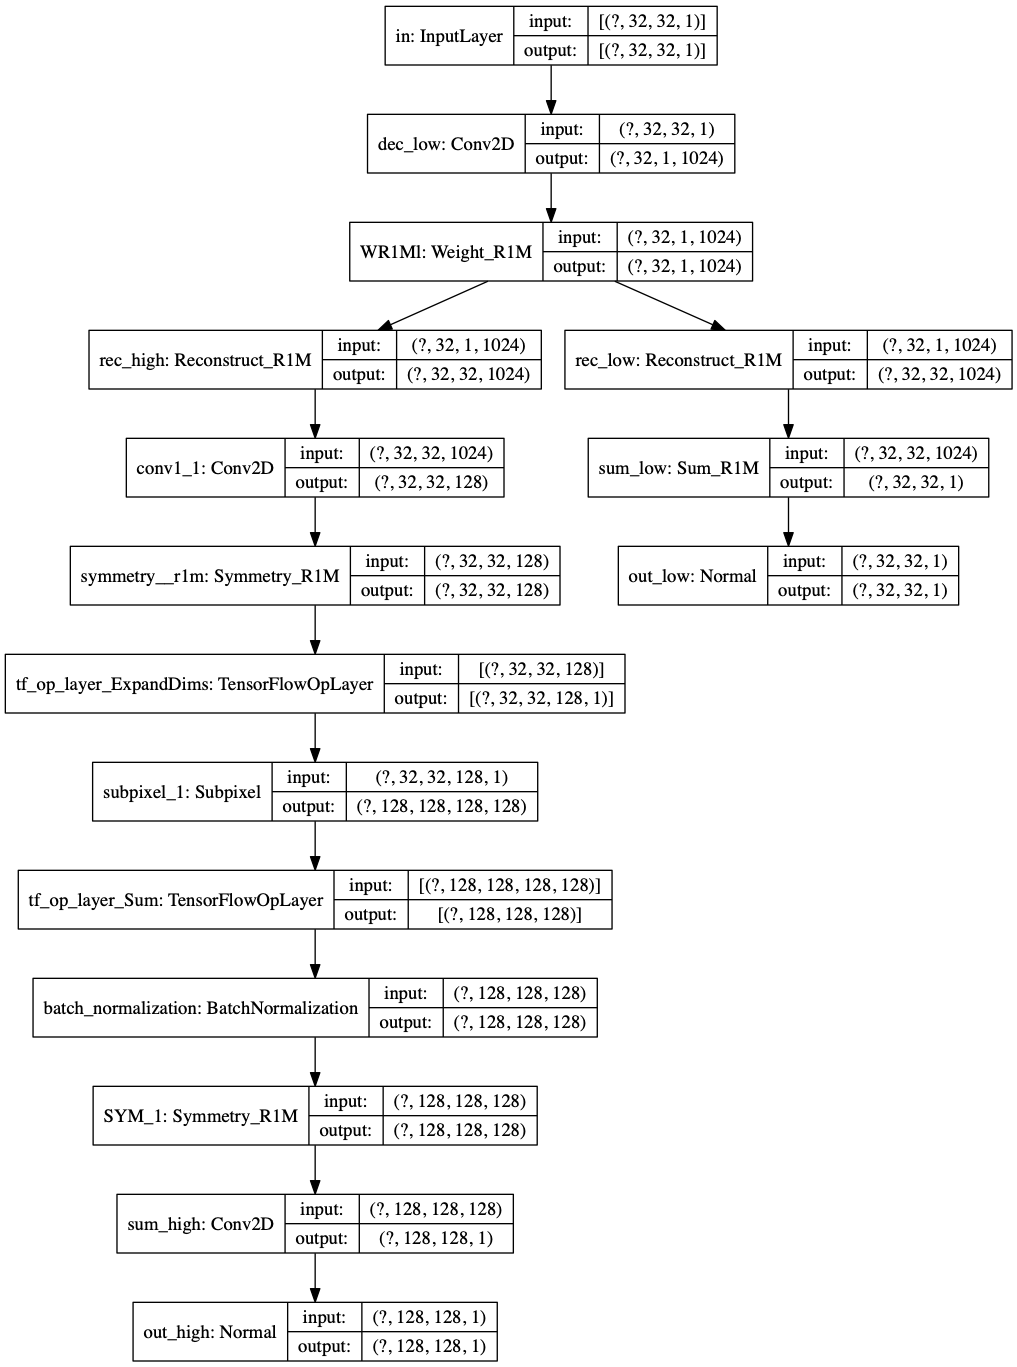 in: InputLayer
input: [(?, 32, 32, 1)]
output: [(?, 32, 32, 1)]
dec_low: Conv2D
input: (?, 32, 32, 1)
output: (?, 32, 1, 1024)
WR1Ml: Weight_R1M
input: (?, 32, 1, 1024)
output: (?, 32, 1, 1024)
rec_high: Reconstruct_R1M
input: (?, 32, 1, 1024)
output: (?, 32, 32, 1024)
rec_low: Reconstruct_R1M
input: (?, 32, 1, 1024)
output: (?, 32, 32, 1024)
conv1_1: Conv2D
input: (?, 32, 32, 1024)
output: (?, 32, 32, 128)
sum_low: Sum_R1M
input: (?, 32, 32, 1024)
output: (?, 32, 32, 1)
symmetry__r1m: Symmetry_R1M
input: (?, 32, 32, 128)
output: (?, 32, 32, 128)
out_low: Normal
input: (?, 32, 32, 1)
output: (?, 32, 32, 1)
tf_op_layer_ExpandDims: TensorFlowOpLayer
input: [(?, 32, 32, 128)]
output: [(?, 32, 32, 128, 1)]
subpixel_1: Subpixel
input: (?, 32, 32, 128, 1)
output: (?, 128, 128, 128, 128)
tf_op_layer_Sum: TensorFlowOpLayer
input: [(?, 128, 128, 128, 128)]
output: [(?, 128, 128, 128)]
batch_normalization: BatchNormalization
input: (?, 128, 128, 128)
output: (?, 128, 128, 128)
SYM_1: Symmetry_R1M
input: (?, 128, 128, 128)
output: (?, 128, 128, 128)
sum_high: Conv2D
input: (?, 128, 128, 128)
output: (?, 128, 128, 1)
out_high: Normal
input: (?, 128, 128, 1)
output: (?, 128, 128, 1)